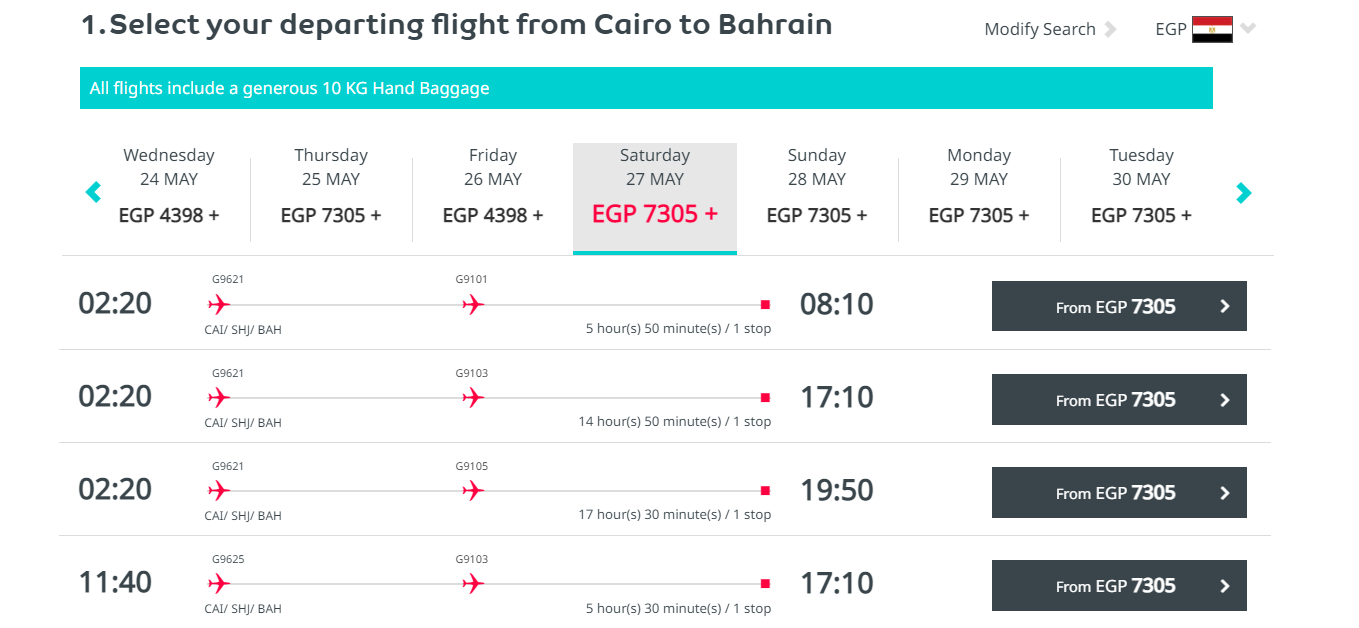 1.Select your departing flight from Cairo to Bahrain
Modify Search
EGP
All flights include a generous 10 KG Hand Baggage
Wednesday
24 MAY
EGP 4398 +
Thursday
25 MAY
EGP 7305 +
Friday
26 MAY
EGP 4398 +
Saturday
27 MAY
EGP 7305 +
Sunday
28 MAY
EGP 7305 +
Monday
29 MAY
EGP 7305 +
Tuesday
30 MAY
EGP 7305 +
02:20
G9621
G9101
CAI/ SHJ/ BAH
5 hour(s) 50 minute(s) / 1 stop
08:10
From EGP 7305
02:20
G9621
G9103
CAI/ SHJ/ BAH
14 hour(s) 50 minute(s) / 1 stop
17:10
From EGP 7305
02:20
G9621
G9105
CAI/ SHJ/ BAH
17 hour(s) 30 minute(s) / 1 stop
19:50
From EGP 7305
11:40
G9625
G9103
CAI/ SHJ/ BAH
5 hour(s) 30 minute(s) / 1 stop
17:10
From EGP 7305